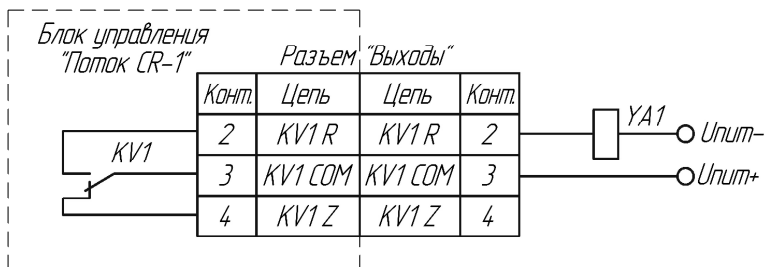 Блок управления
"Поток CR-1"
Разъем "Выходы"
Конт. Цепь Цепь Конт.
2 KV1 R KV1 R 2
3 KV1 COM KV1 COM 3
4 KV1 Z KV1 Z 4
KV1
YA1
Uпит-
Uпит+